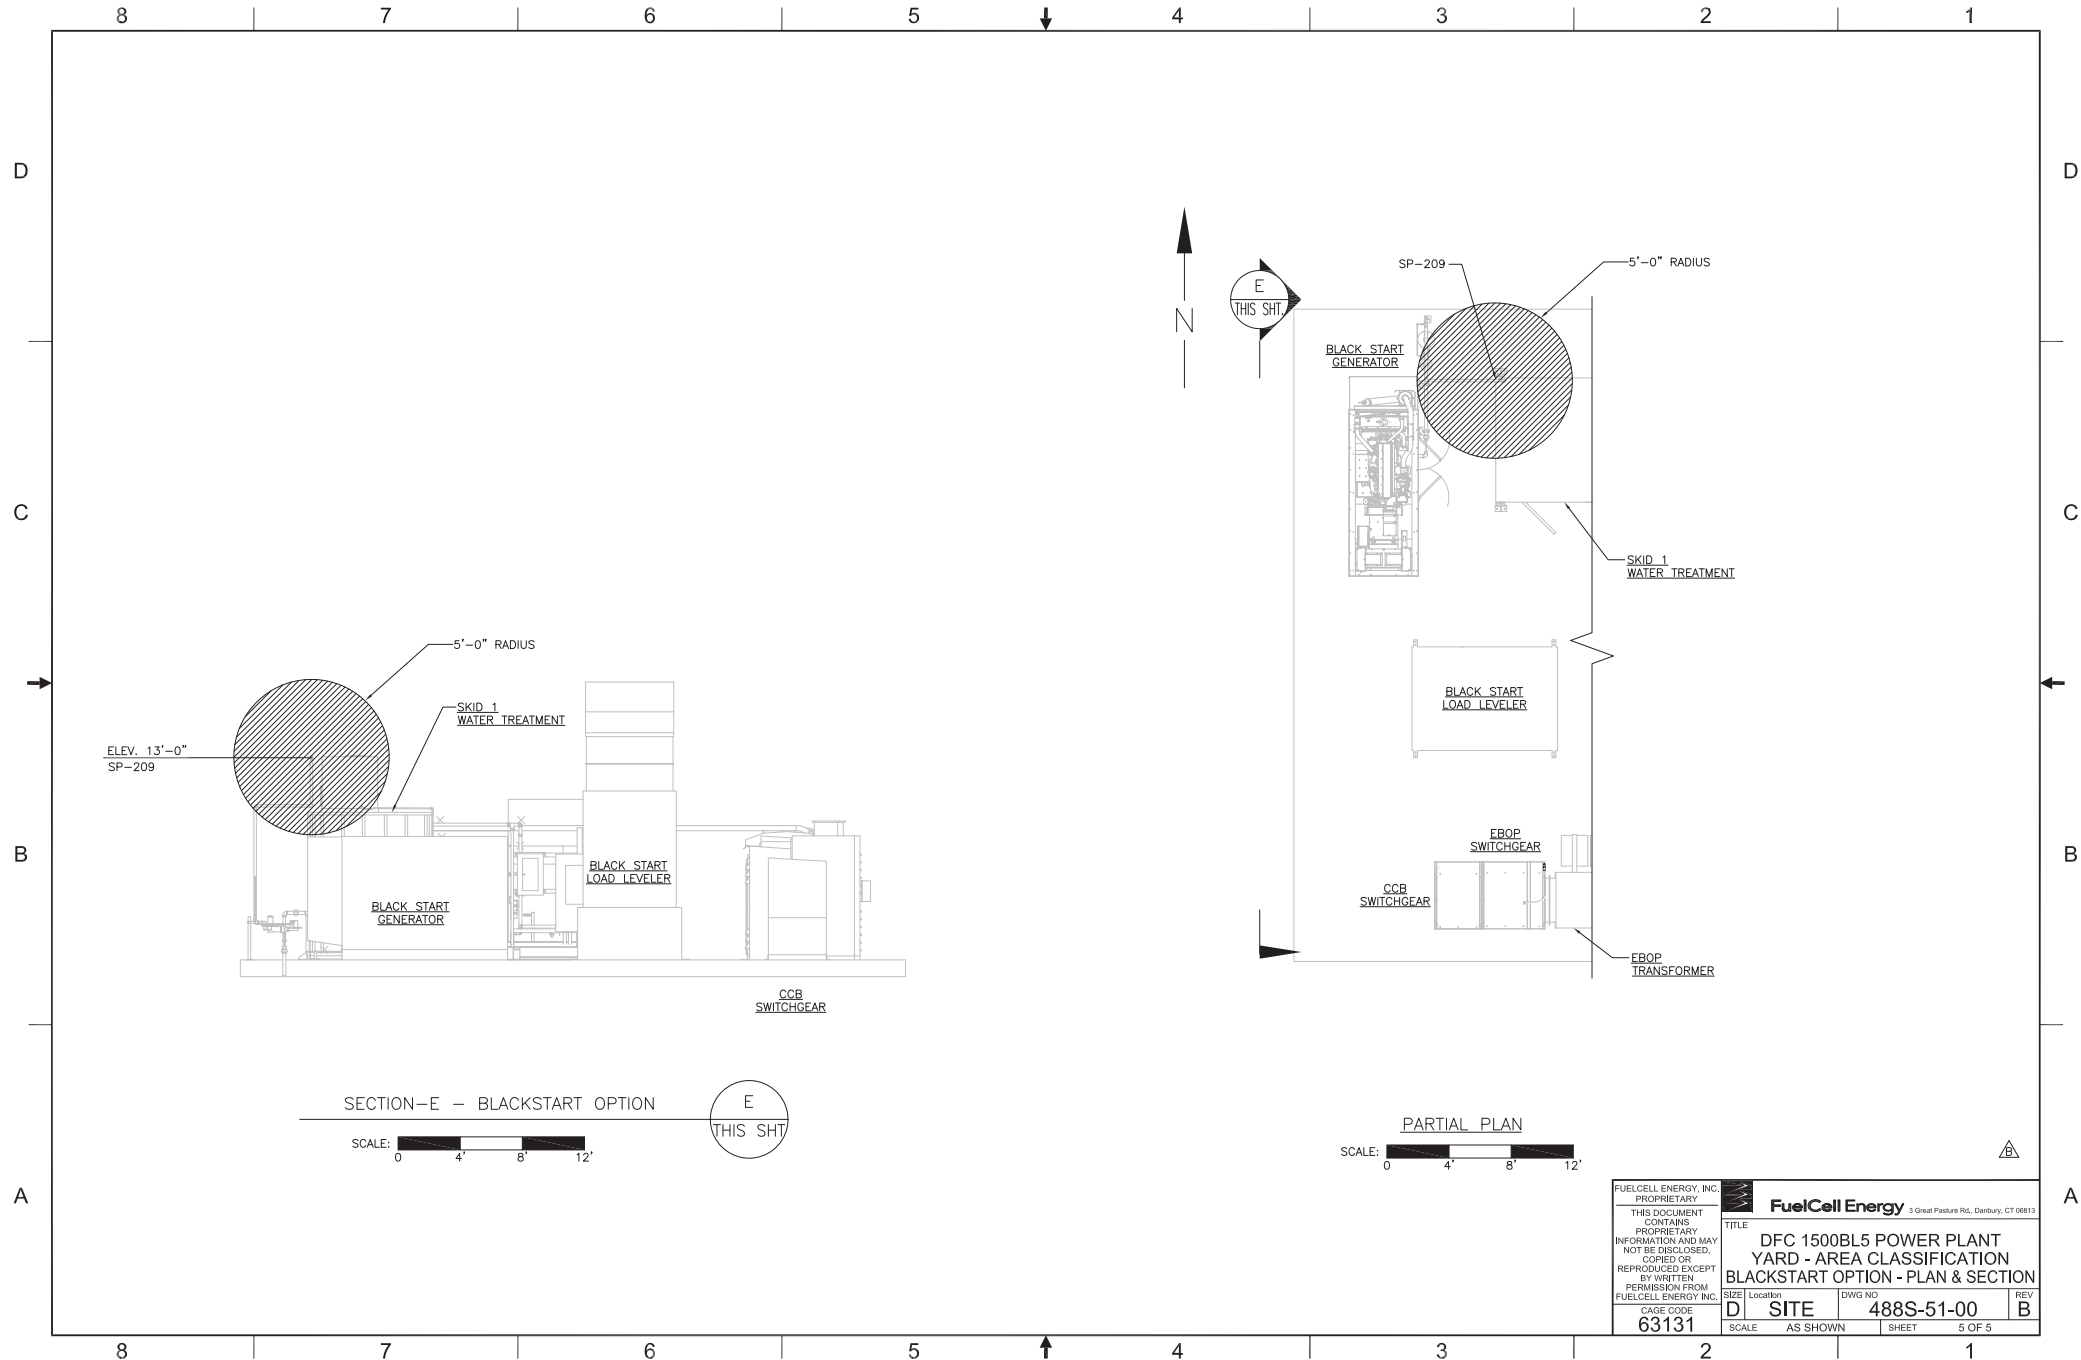 8 7 6 5 4 3 2 1
D D
SP-209
5'-0" RADIUS
E
THIS SHT.
N
BLACK START
GENERATOR
C C
SKID 1
WATER TREATMENT
5'-0" RADIUS
SKID 1
WATER TREATMENT
ELEV. 13'-0"
SP-209
BLACK START
LOAD LEVELER
BLACK START
GENERATOR
CCB
SWITCHGEAR
BLACK START
LOAD LEVELER
B B
EBOP
SWITCHGEAR
CCB
SWITCHGEAR
EBOP
TRANSFORMER
SECTION-E - BLACKSTART OPTION
E
THIS SHT
SCALE:
0 4' 8' 12'
PARTIAL PLAN
SCALE:
0 4' 8' 12'
B
A A
FUELCELL ENERGY, INC.
PROPRIETARY
THIS DOCUMENT
CONTAINS
PROPRIETARY
INFORMATION AND MAY
NOT BE DISCLOSED,
COPIED OR
REPRODUCED EXCEPT
BY WRITTEN
PERMISSION FROM
FUELCELL ENERGY INC.
CAGE CODE
63131
FuelCell Energy 3 Great Pasture Rd., Danbury, CT 06813
TITLE
DFC 1500BL5 POWER PLANT
YARD - AREA CLASSIFICATION
BLACKSTART OPTION - PLAN & SECTION
SIZE Location DWG NO REV
D SITE 488S-51-00 B
SCALE AS SHOWN SHEET 5 OF 5
8 7 6 5 4 3 2 1